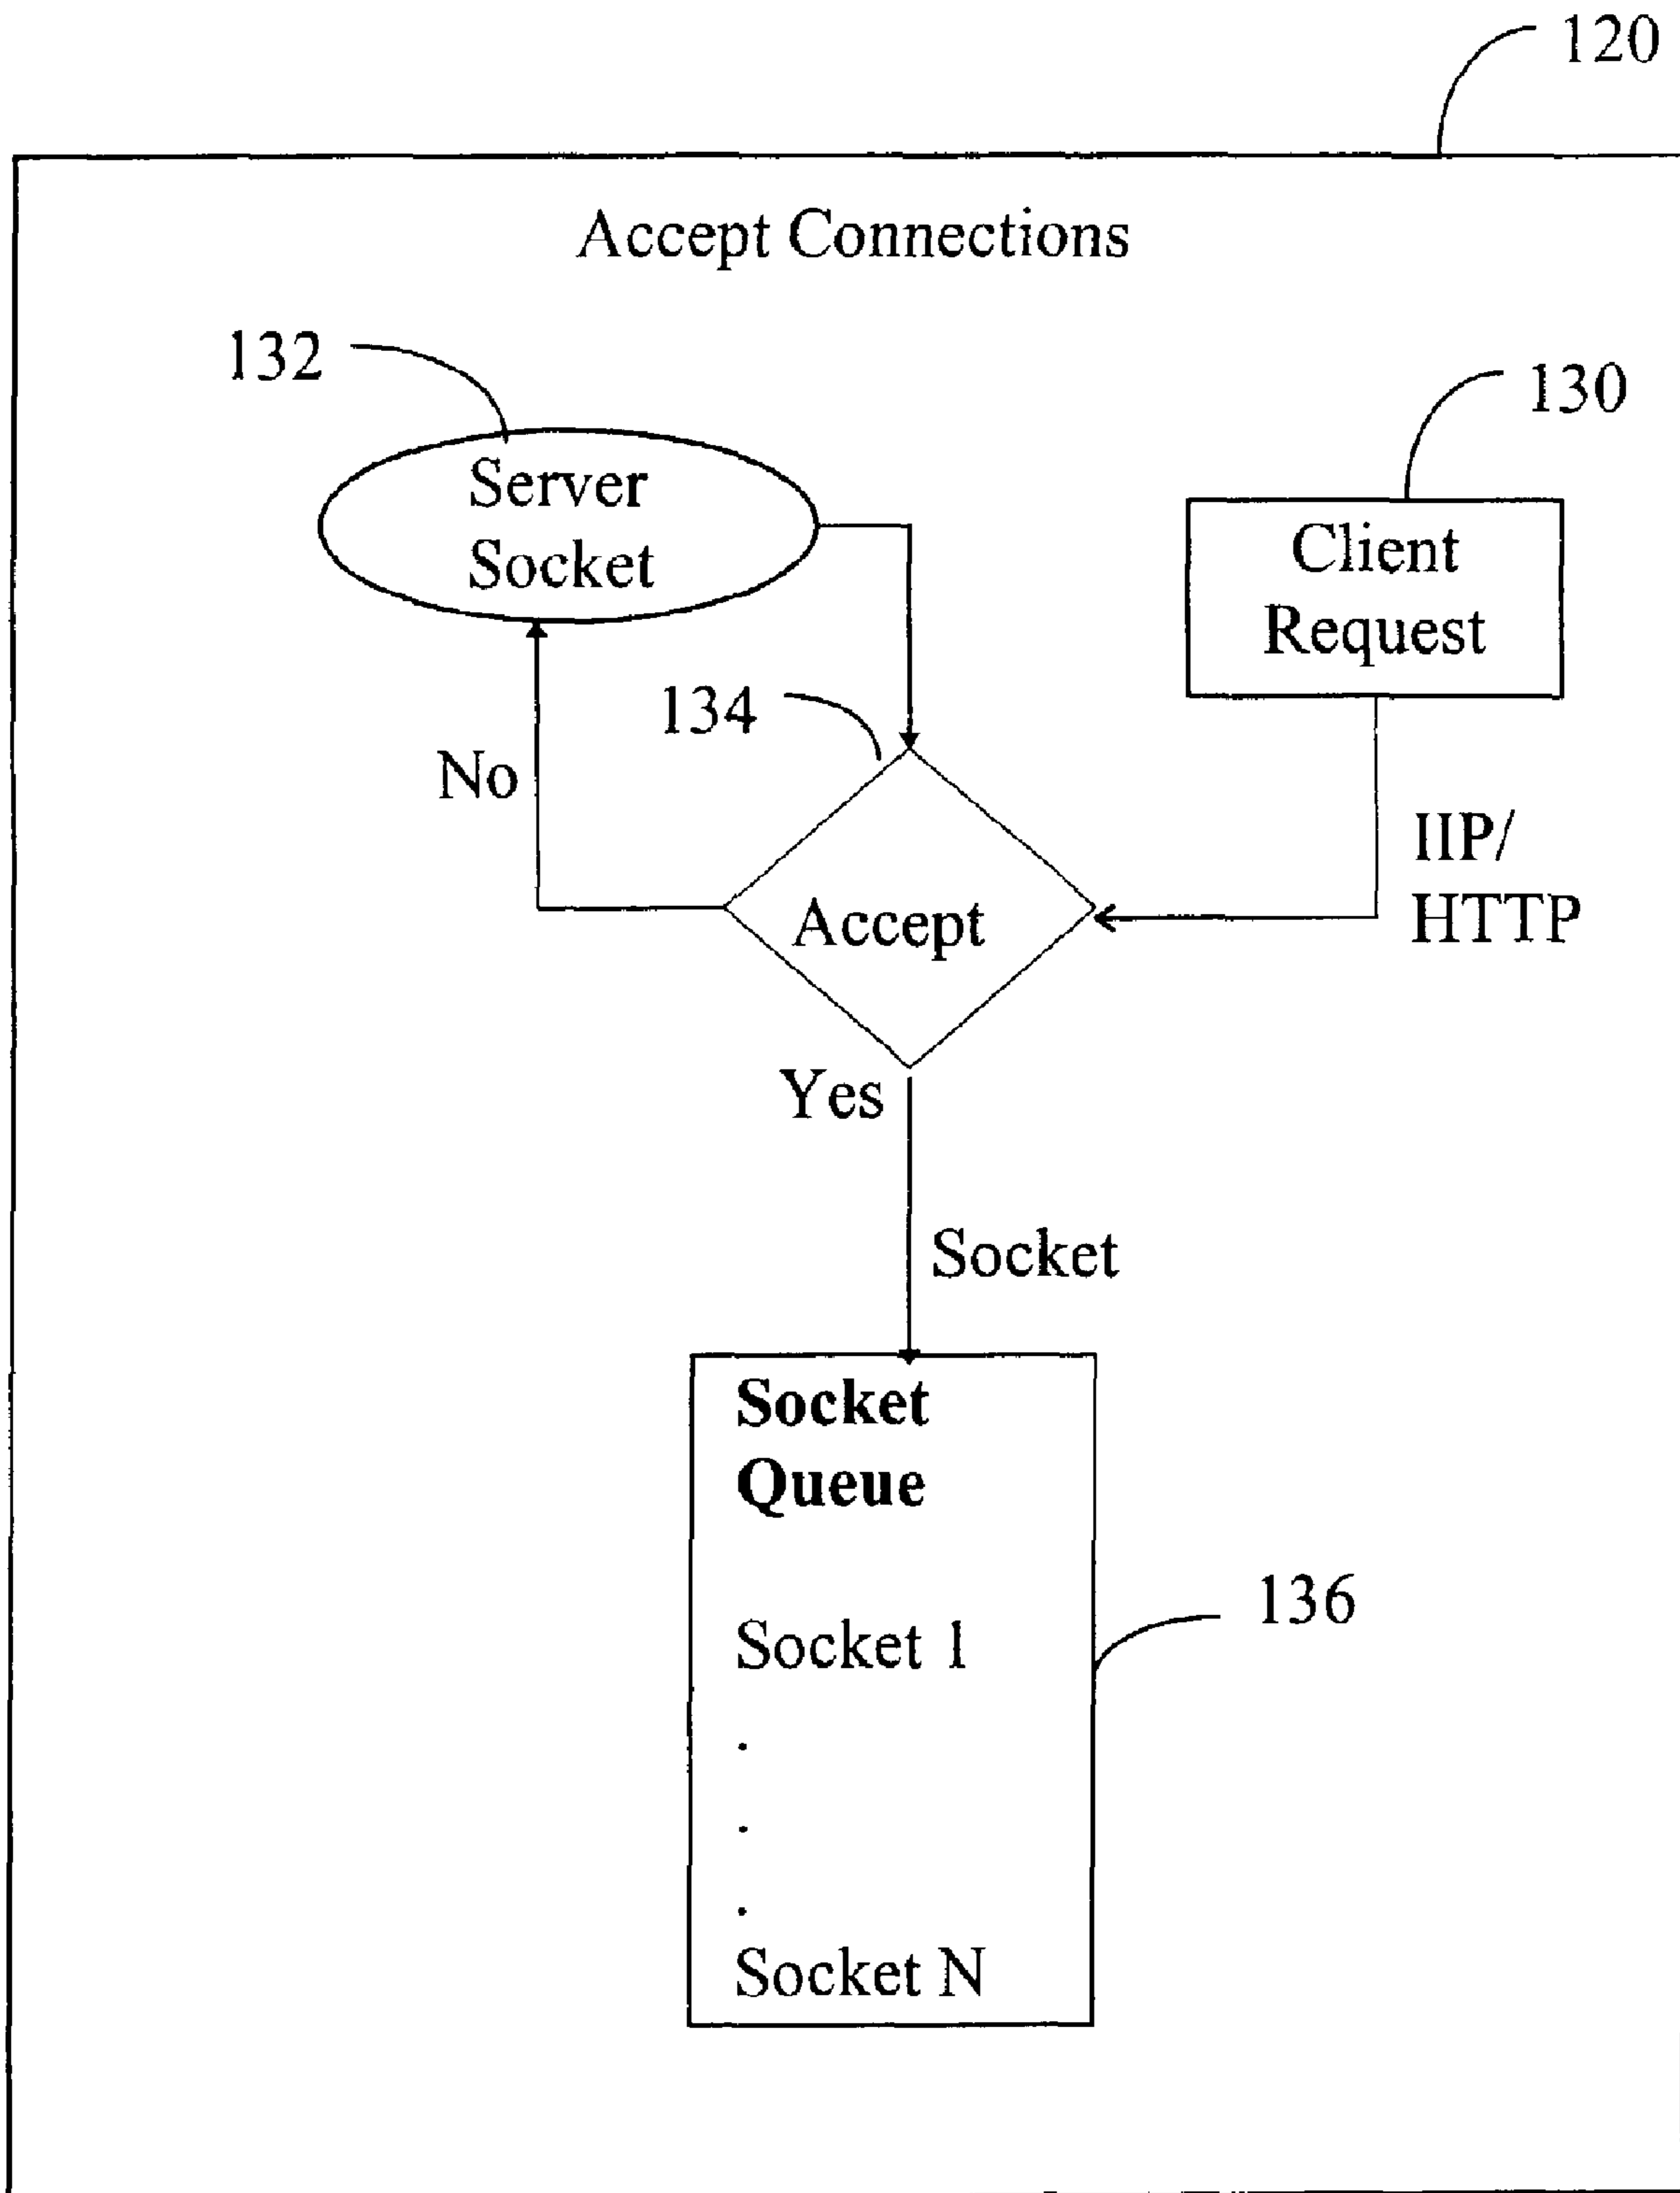 120
Accept Connections
132
130
Server
Socket
Client
Request
134
No
IIP/
HTTP
Accept
Yes
Socket
Socket
Queue
Socket 1
.
.
.
Socket N
136